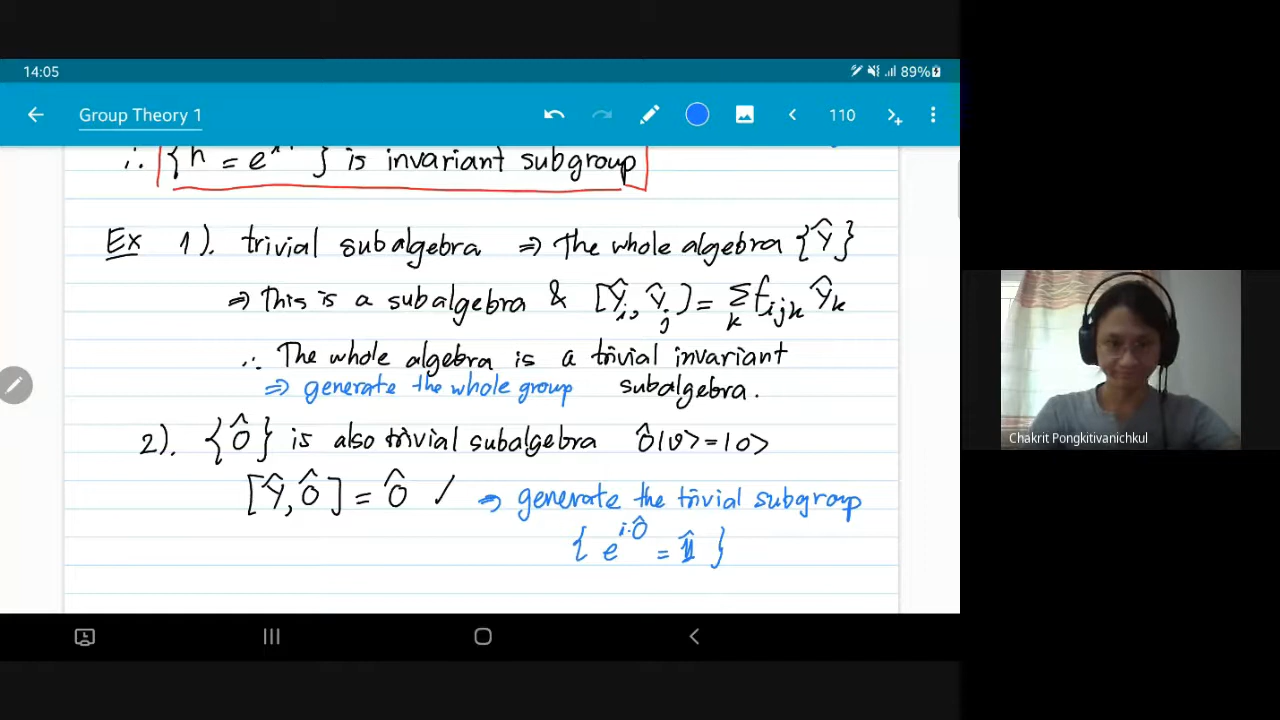 14:05 89%
Group Theory 1 110
∴ {h = e } is invariant subgroup
Ex 1). trivial subalgebra ⇒ The whole algebra {Ŷ}
⇒ This is a subalgebra & [Ŷi, Ŷj] = Σk fijk Ŷk
∴ The whole algebra is a trivial invariant
⇒ generate the whole group subalgebra.
2). {Ô} is also trivial subalgebra Ô|v> = |0>
[Ŷ, Ô] = Ô ✓ ⇒ generate the trivial subgroup
{ e^{i·Ô} = 1̂ }
Chakrit Pongkitivanichkul